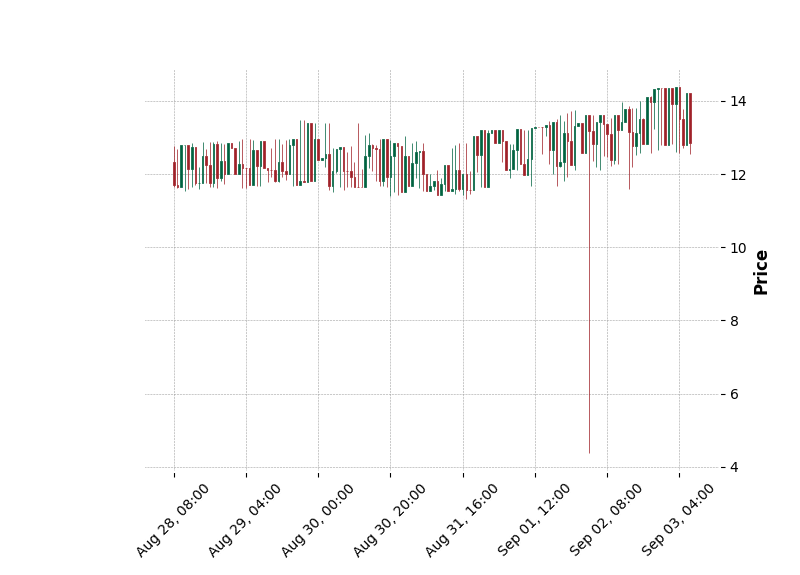 14
12
10
8
6
4
Price
Aug 28, 08:00
Aug 29, 04:00
Aug 30, 00:00
Aug 30, 20:00
Aug 31, 16:00
Sep 01, 12:00
Sep 02, 08:00
Sep 03, 04:00